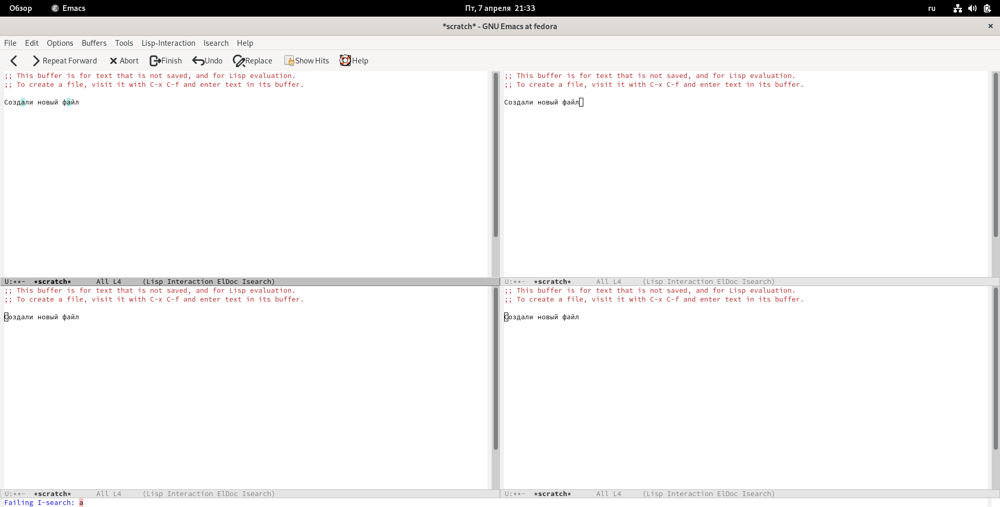 Обзор Emacs Пт, 7 апреля 21:33 ru
*scratch* - GNU Emacs at fedora
File Edit Options Buffers Tools Lisp-Interaction Isearch Help
Repeat Forward Abort Finish Undo Replace Show Hits Help
;; This buffer is for text that is not saved, and for Lisp evaluation.
;; To create a file, visit it with C-x C-f and enter text in its buffer.
Создали новый файл
U:**- *scratch* All L4 (Lisp Interaction ElDoc Isearch)
;; This buffer is for text that is not saved, and for Lisp evaluation.
;; To create a file, visit it with C-x C-f and enter text in its buffer.
Создали новый файл
U:**- *scratch* All L4 (Lisp Interaction ElDoc Isearch)
;; This buffer is for text that is not saved, and for Lisp evaluation.
;; To create a file, visit it with C-x C-f and enter text in its buffer.
Создали новый файл
U:**- *scratch* All L4 (Lisp Interaction ElDoc Isearch)
;; This buffer is for text that is not saved, and for Lisp evaluation.
;; To create a file, visit it with C-x C-f and enter text in its buffer.
Создали новый файл
U:**- *scratch* All L4 (Lisp Interaction ElDoc Isearch)
Failing I-search: а